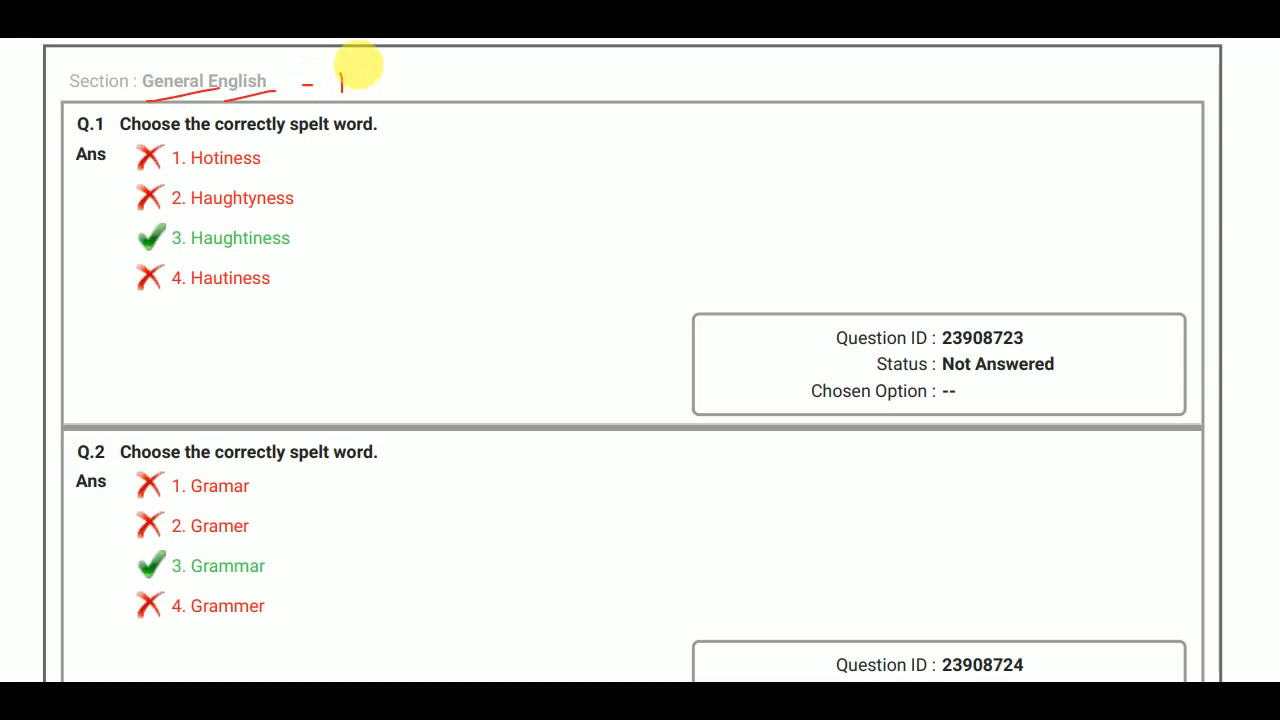 Section : General English
Q.1 Choose the correctly spelt word.
Ans
1. Hotiness
2. Haughtyness
3. Haughtiness
4. Hautiness
Question ID : 23908723
Status : Not Answered
Chosen Option : --
Q.2 Choose the correctly spelt word.
Ans
1. Gramar
2. Gramer
3. Grammar
4. Grammer
Question ID : 23908724